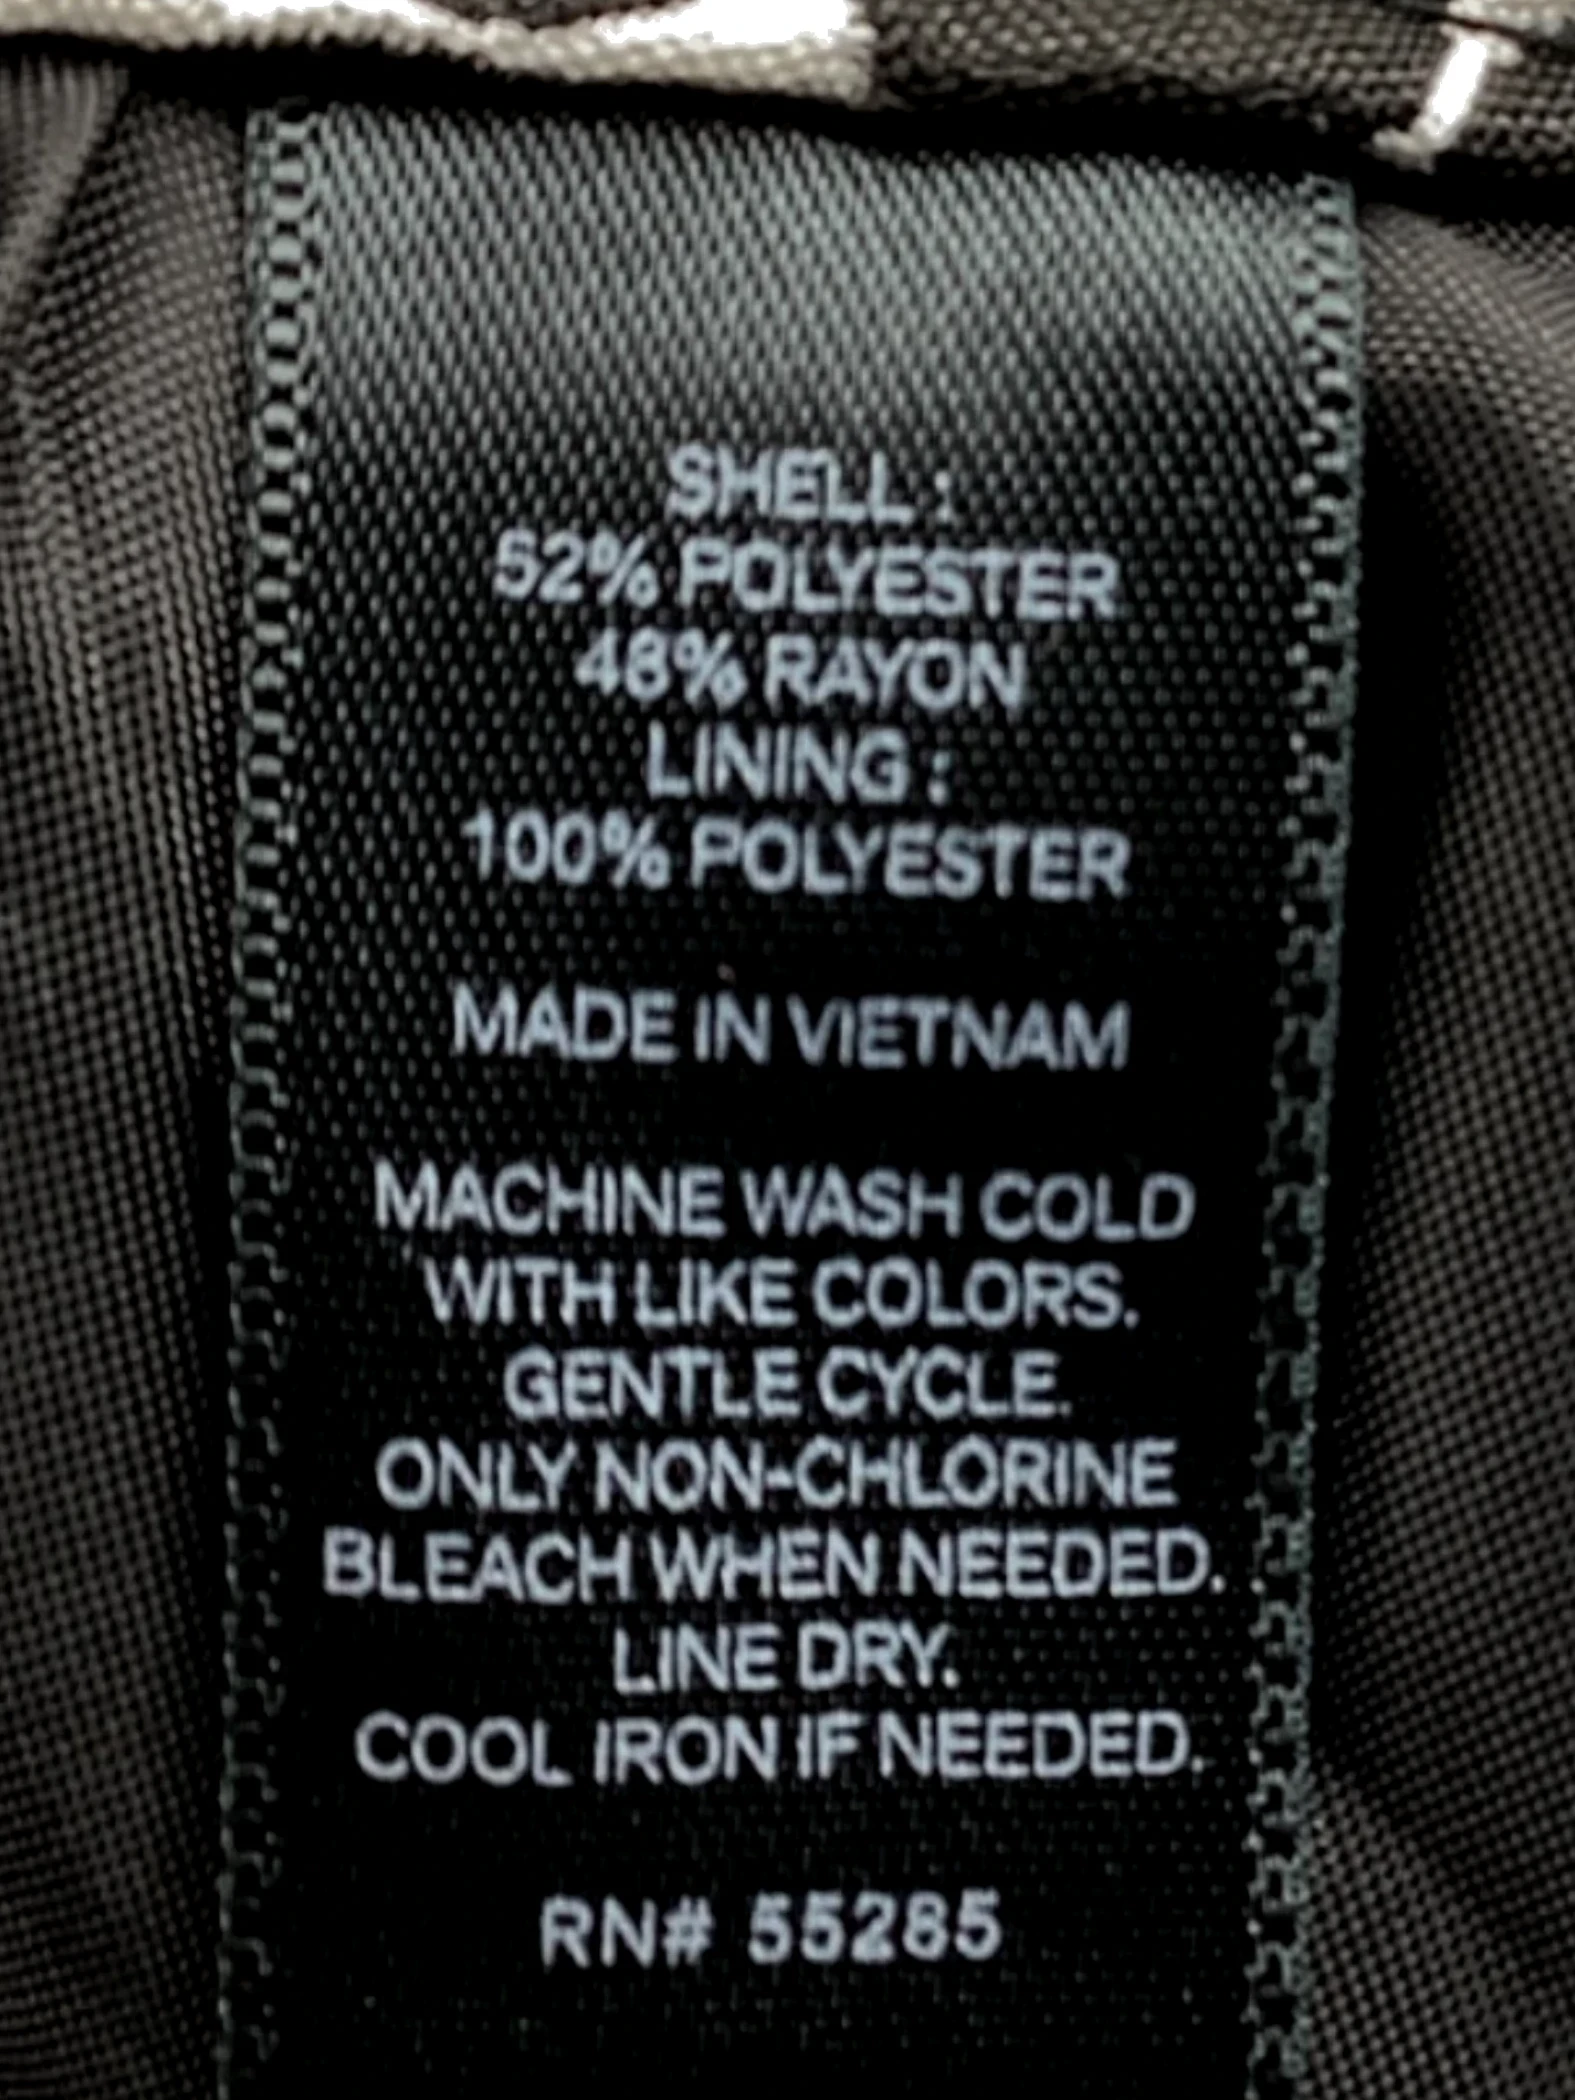 SHELL :
52% POLYESTER
48% RAYON
LINING :
100% POLYESTER
MADE IN VIETNAM
MACHINE WASH COLD
WITH LIKE COLORS.
GENTLE CYCLE.
ONLY NON-CHLORINE
BLEACH WHEN NEEDED.
LINE DRY.
COOL IRON IF NEEDED.
RN# 55285